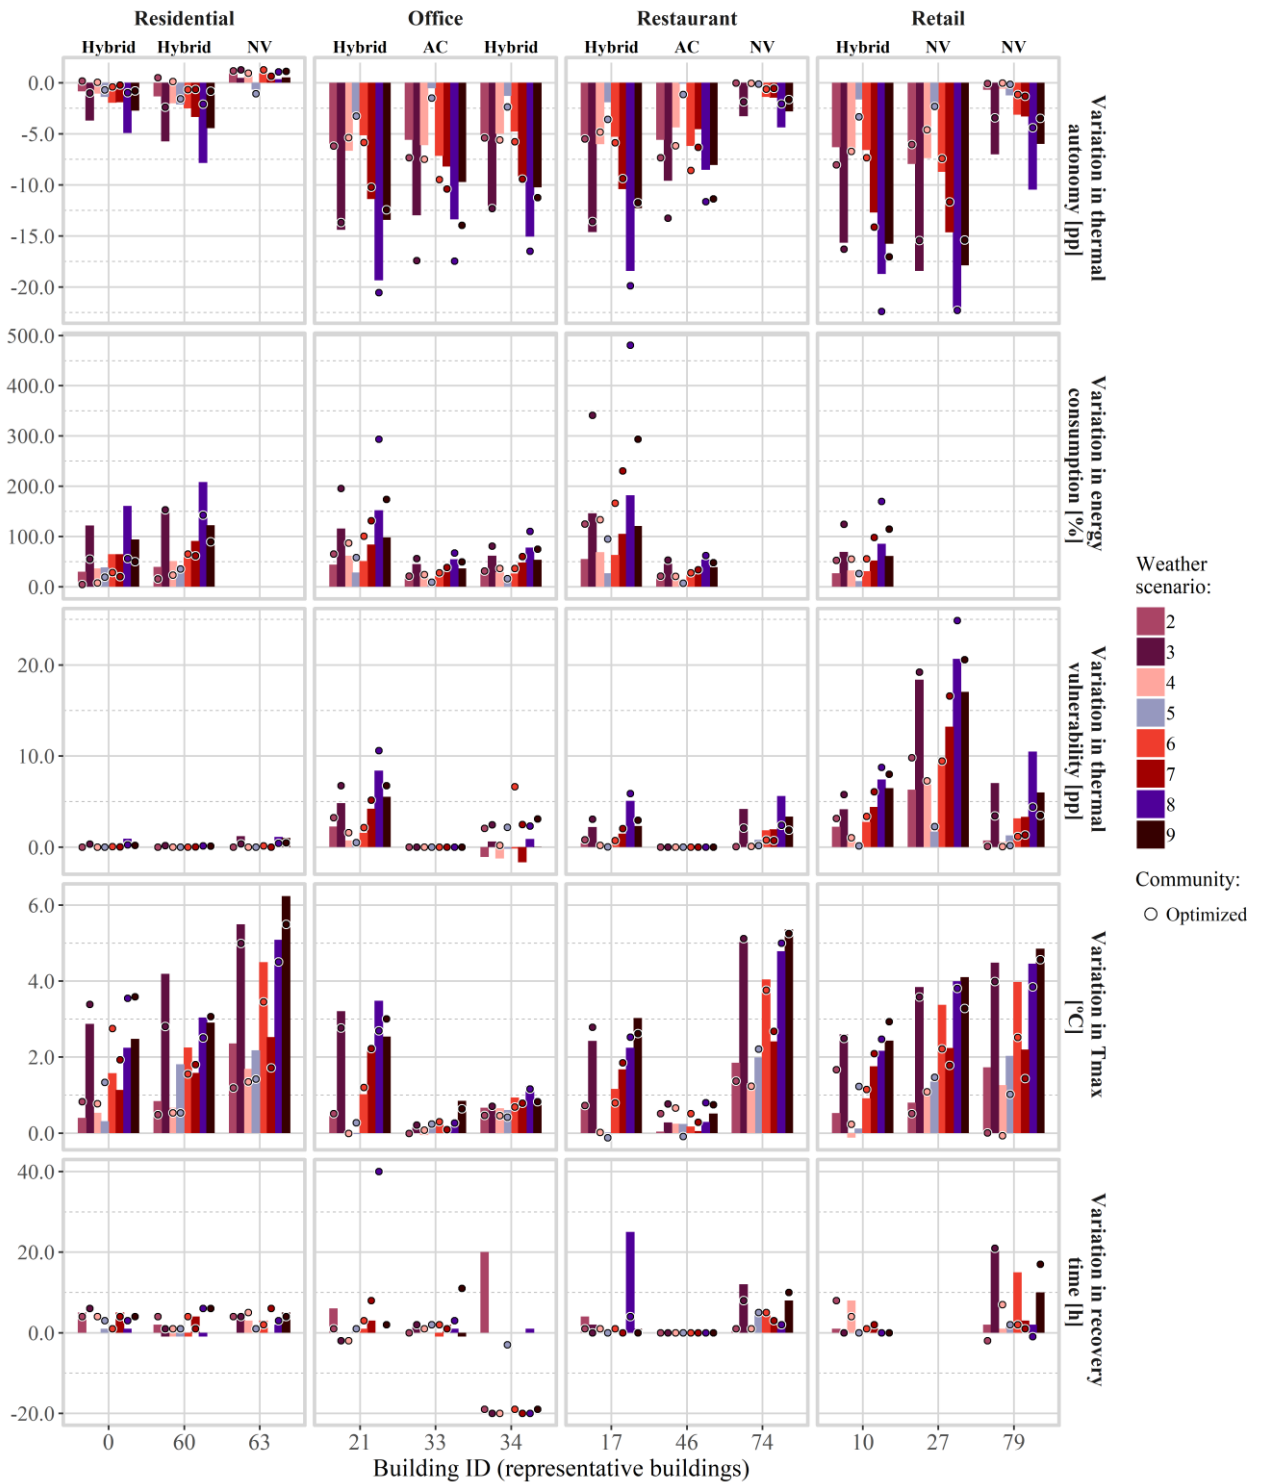 Residential Office Restaurant Retail
Hybrid Hybrid NV Hybrid AC Hybrid Hybrid AC NV Hybrid NV NV
0.0
-5.0
-10.0
-15.0
-20.0
Variation in thermal
autonomy [pp]
500.0
400.0
300.0
200.0
100.0
0.0
Variation in energy
consumption [%]
20.0
10.0
0.0
Variation in thermal
vulnerability [pp]
6.0
4.0
2.0
0.0
Variation in Tmax
[°C]
40.0
20.0
0.0
-20.0
Variation in recovery
time [h]
0 60 63 21 33 34 17 46 74 10 27 79
Building ID (representative buildings)
Weather
scenario:
2
3
4
5
6
7
8
9
Community:
Optimized